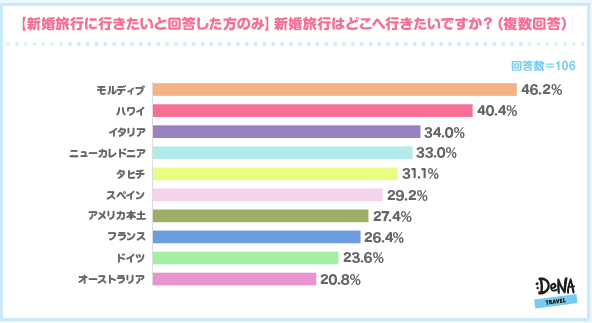 【新婚旅行に行きたいと回答した方のみ】新婚旅行はどこへ行きたいですか？（複数回答）
回答数=106
モルディブ 46.2%
ハワイ 40.4%
イタリア 34.0%
ニューカレドニア 33.0%
タヒチ 31.1%
スペイン 29.2%
アメリカ本土 27.4%
フランス 26.4%
ドイツ 23.6%
オーストラリア 20.8%
:DeNA
TRAVEL